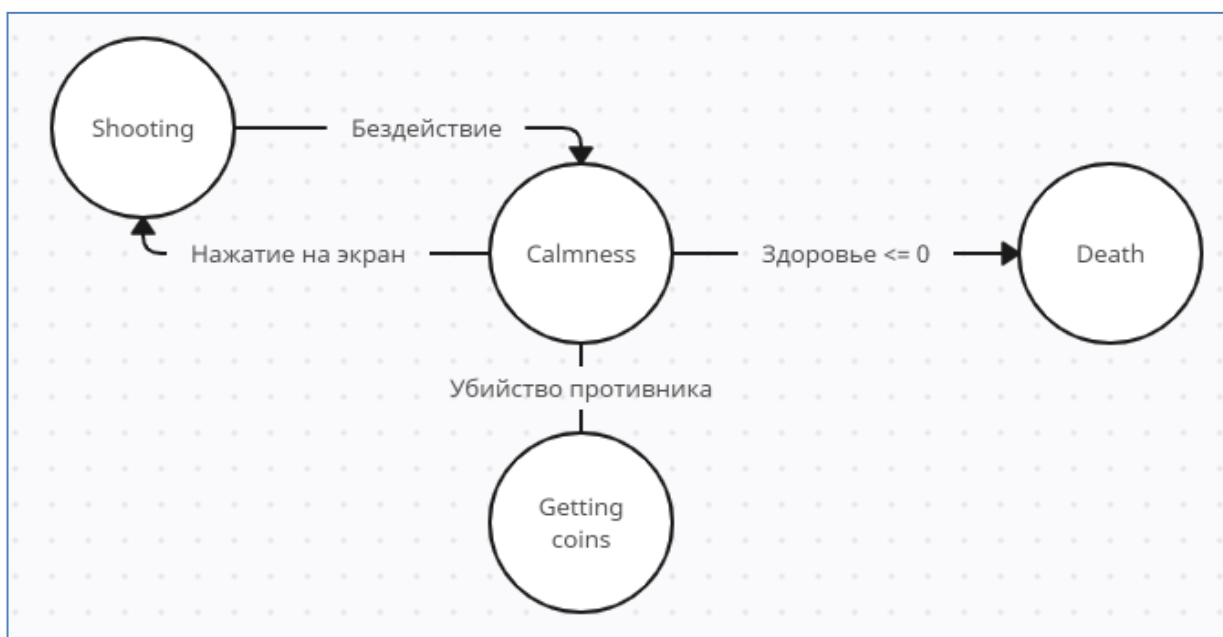 Shooting
Бездействие
Нажатие на экран
Calmness
Здоровье <= 0
Death
Убийство противника
Getting
coins